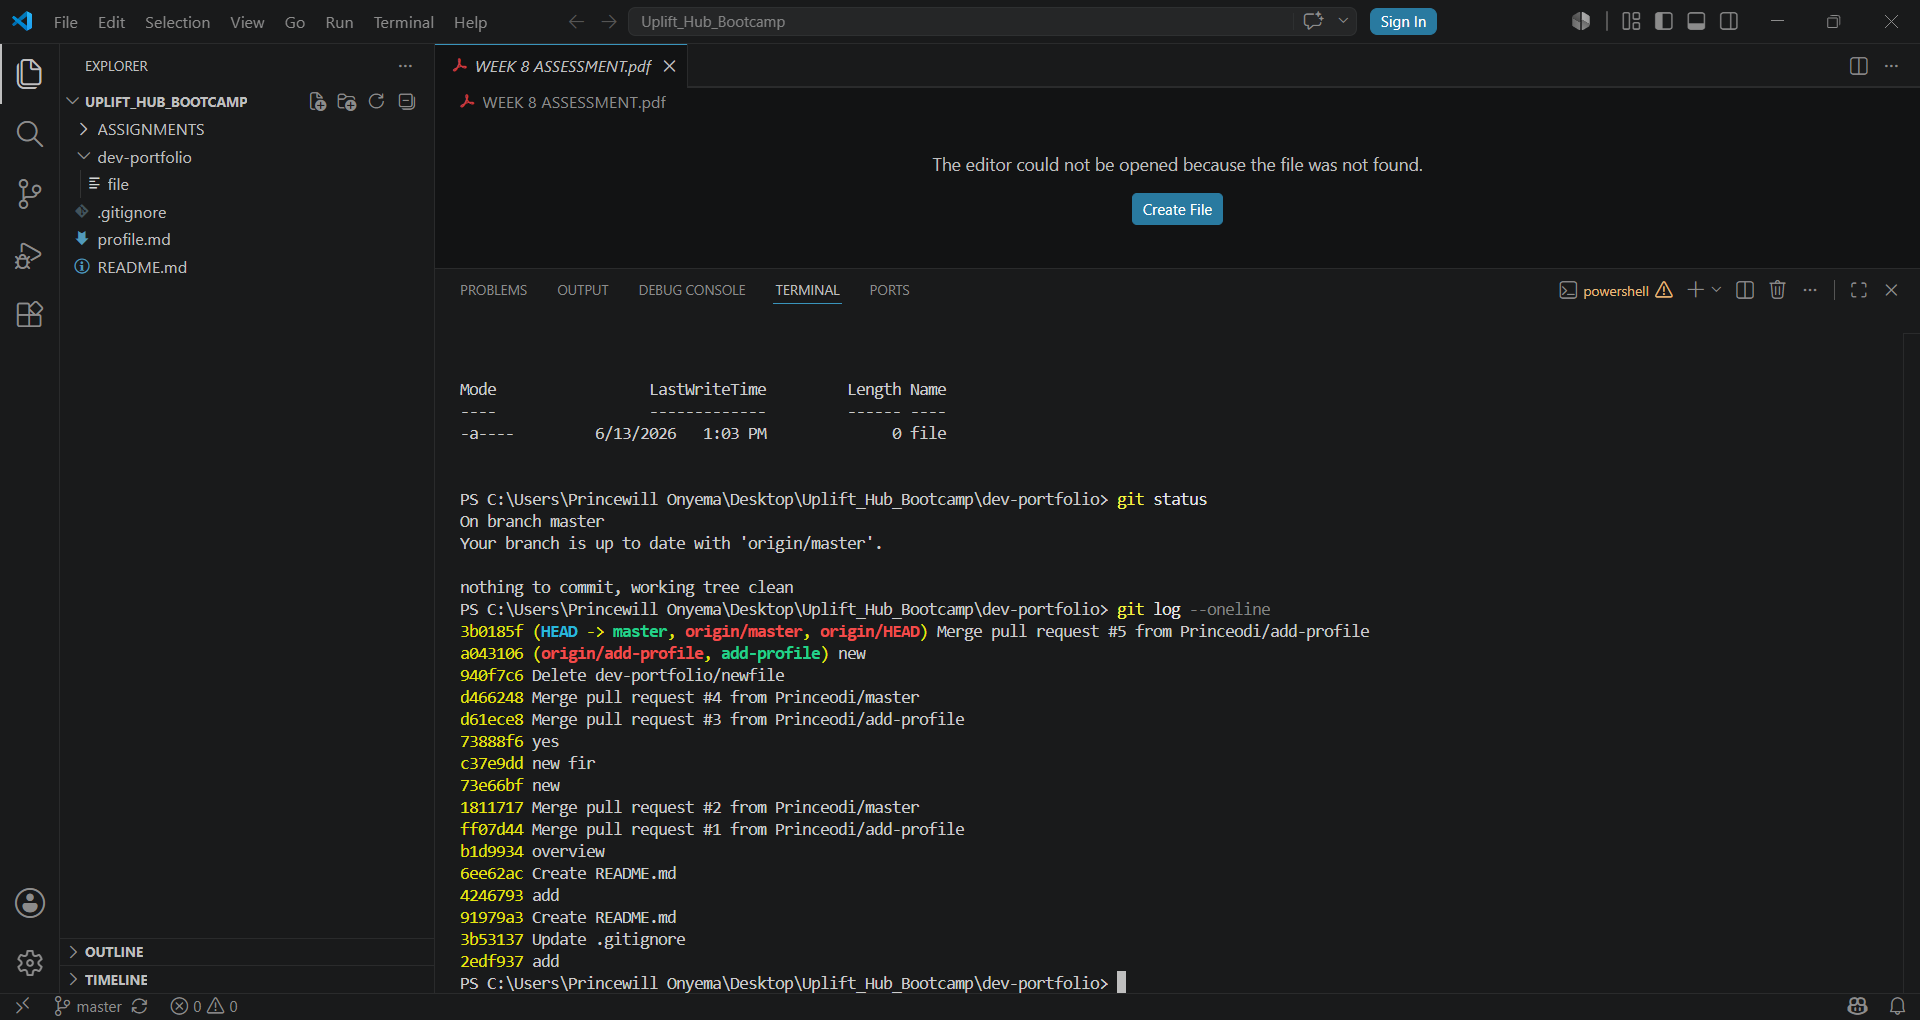 File Edit Selection View Go Run Terminal Help
Uplift_Hub_Bootcamp
Sign In
EXPLORER
UPLIFT_HUB_BOOTCAMP
ASSIGNMENTS
dev-portfolio
file
.gitignore
profile.md
README.md
OUTLINE
TIMELINE
WEEK 8 ASSESSMENT.pdf
WEEK 8 ASSESSMENT.pdf
The editor could not be opened because the file was not found.
Create File
PROBLEMS OUTPUT DEBUG CONSOLE TERMINAL PORTS
powershell
Mode LastWriteTime Length Name
---- ------------- ------ ----
-a---- 6/13/2026 1:03 PM 0 file
PS C:\Users\Princewill Onyema\Desktop\Uplift_Hub_Bootcamp\dev-portfolio> git status
On branch master
Your branch is up to date with 'origin/master'.
nothing to commit, working tree clean
PS C:\Users\Princewill Onyema\Desktop\Uplift_Hub_Bootcamp\dev-portfolio> git log --oneline
3b0185f (HEAD -> master, origin/master, origin/HEAD) Merge pull request #5 from Princeodi/add-profile
a043106 (origin/add-profile, add-profile) new
940f7c6 Delete dev-portfolio/newfile
d466248 Merge pull request #4 from Princeodi/master
d61ece8 Merge pull request #3 from Princeodi/add-profile
73888f6 yes
c37e9dd new fir
73e66bf new
1811717 Merge pull request #2 from Princeodi/master
ff07d44 Merge pull request #1 from Princeodi/add-profile
b1d9934 overview
6ee62ac Create README.md
4246793 add
91979a3 Create README.md
3b53137 Update .gitignore
2edf937 add
PS C:\Users\Princewill Onyema\Desktop\Uplift_Hub_Bootcamp\dev-portfolio>
master 0 0